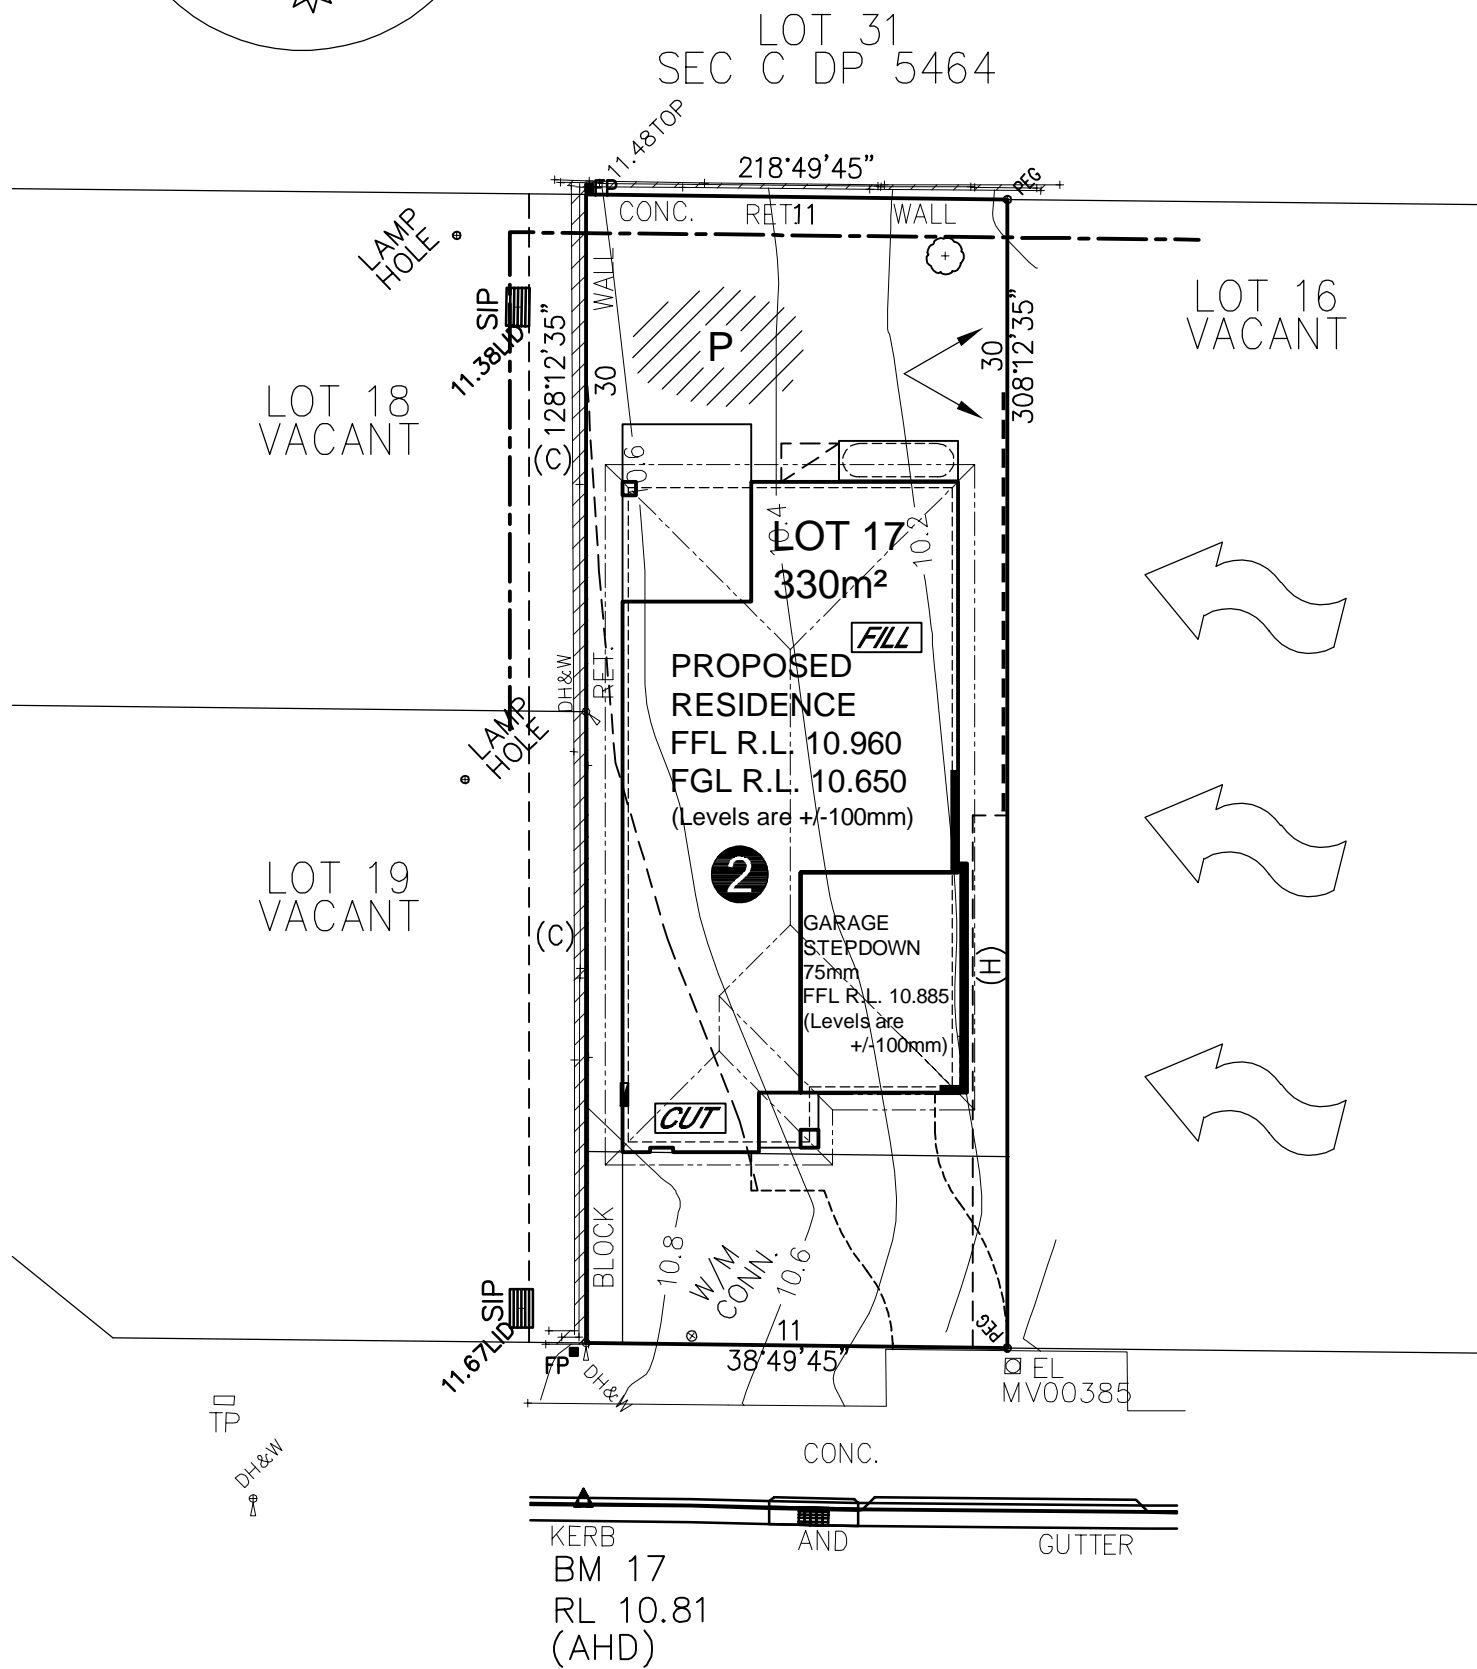 LOT 31
SEC C DP 5464
11.48TOP
218°49'45"
PEG
FP
CONC. RET. WALL
11
LAMP
HOLE
SIP
11.38LID
WALL
128°12'35"
30
P
30
308°12'35"
LOT 16
VACANT
LOT 18
VACANT
(C)
10.6
10.4
10.2
LOT 17
330m²
FILL
DH&W
RET.
PROPOSED
RESIDENCE
FFL R.L. 10.960
FGL R.L. 10.650
(Levels are +/-100mm)
LAMP
HOLE
2
LOT 19
VACANT
(C)
GARAGE
STEPDOWN
75mm
FFL R.L. 10.885
(Levels are
+/-100mm)
(H)
CUT
BLOCK
10.8
W/M
CONN.
10.6
SIP
11.67LID
11
38°49'45"
PEG
FP
DH&W
EL
MV00385
TP
DH&W
CONC.
KERB AND GUTTER
BM 17
RL 10.81
(AHD)